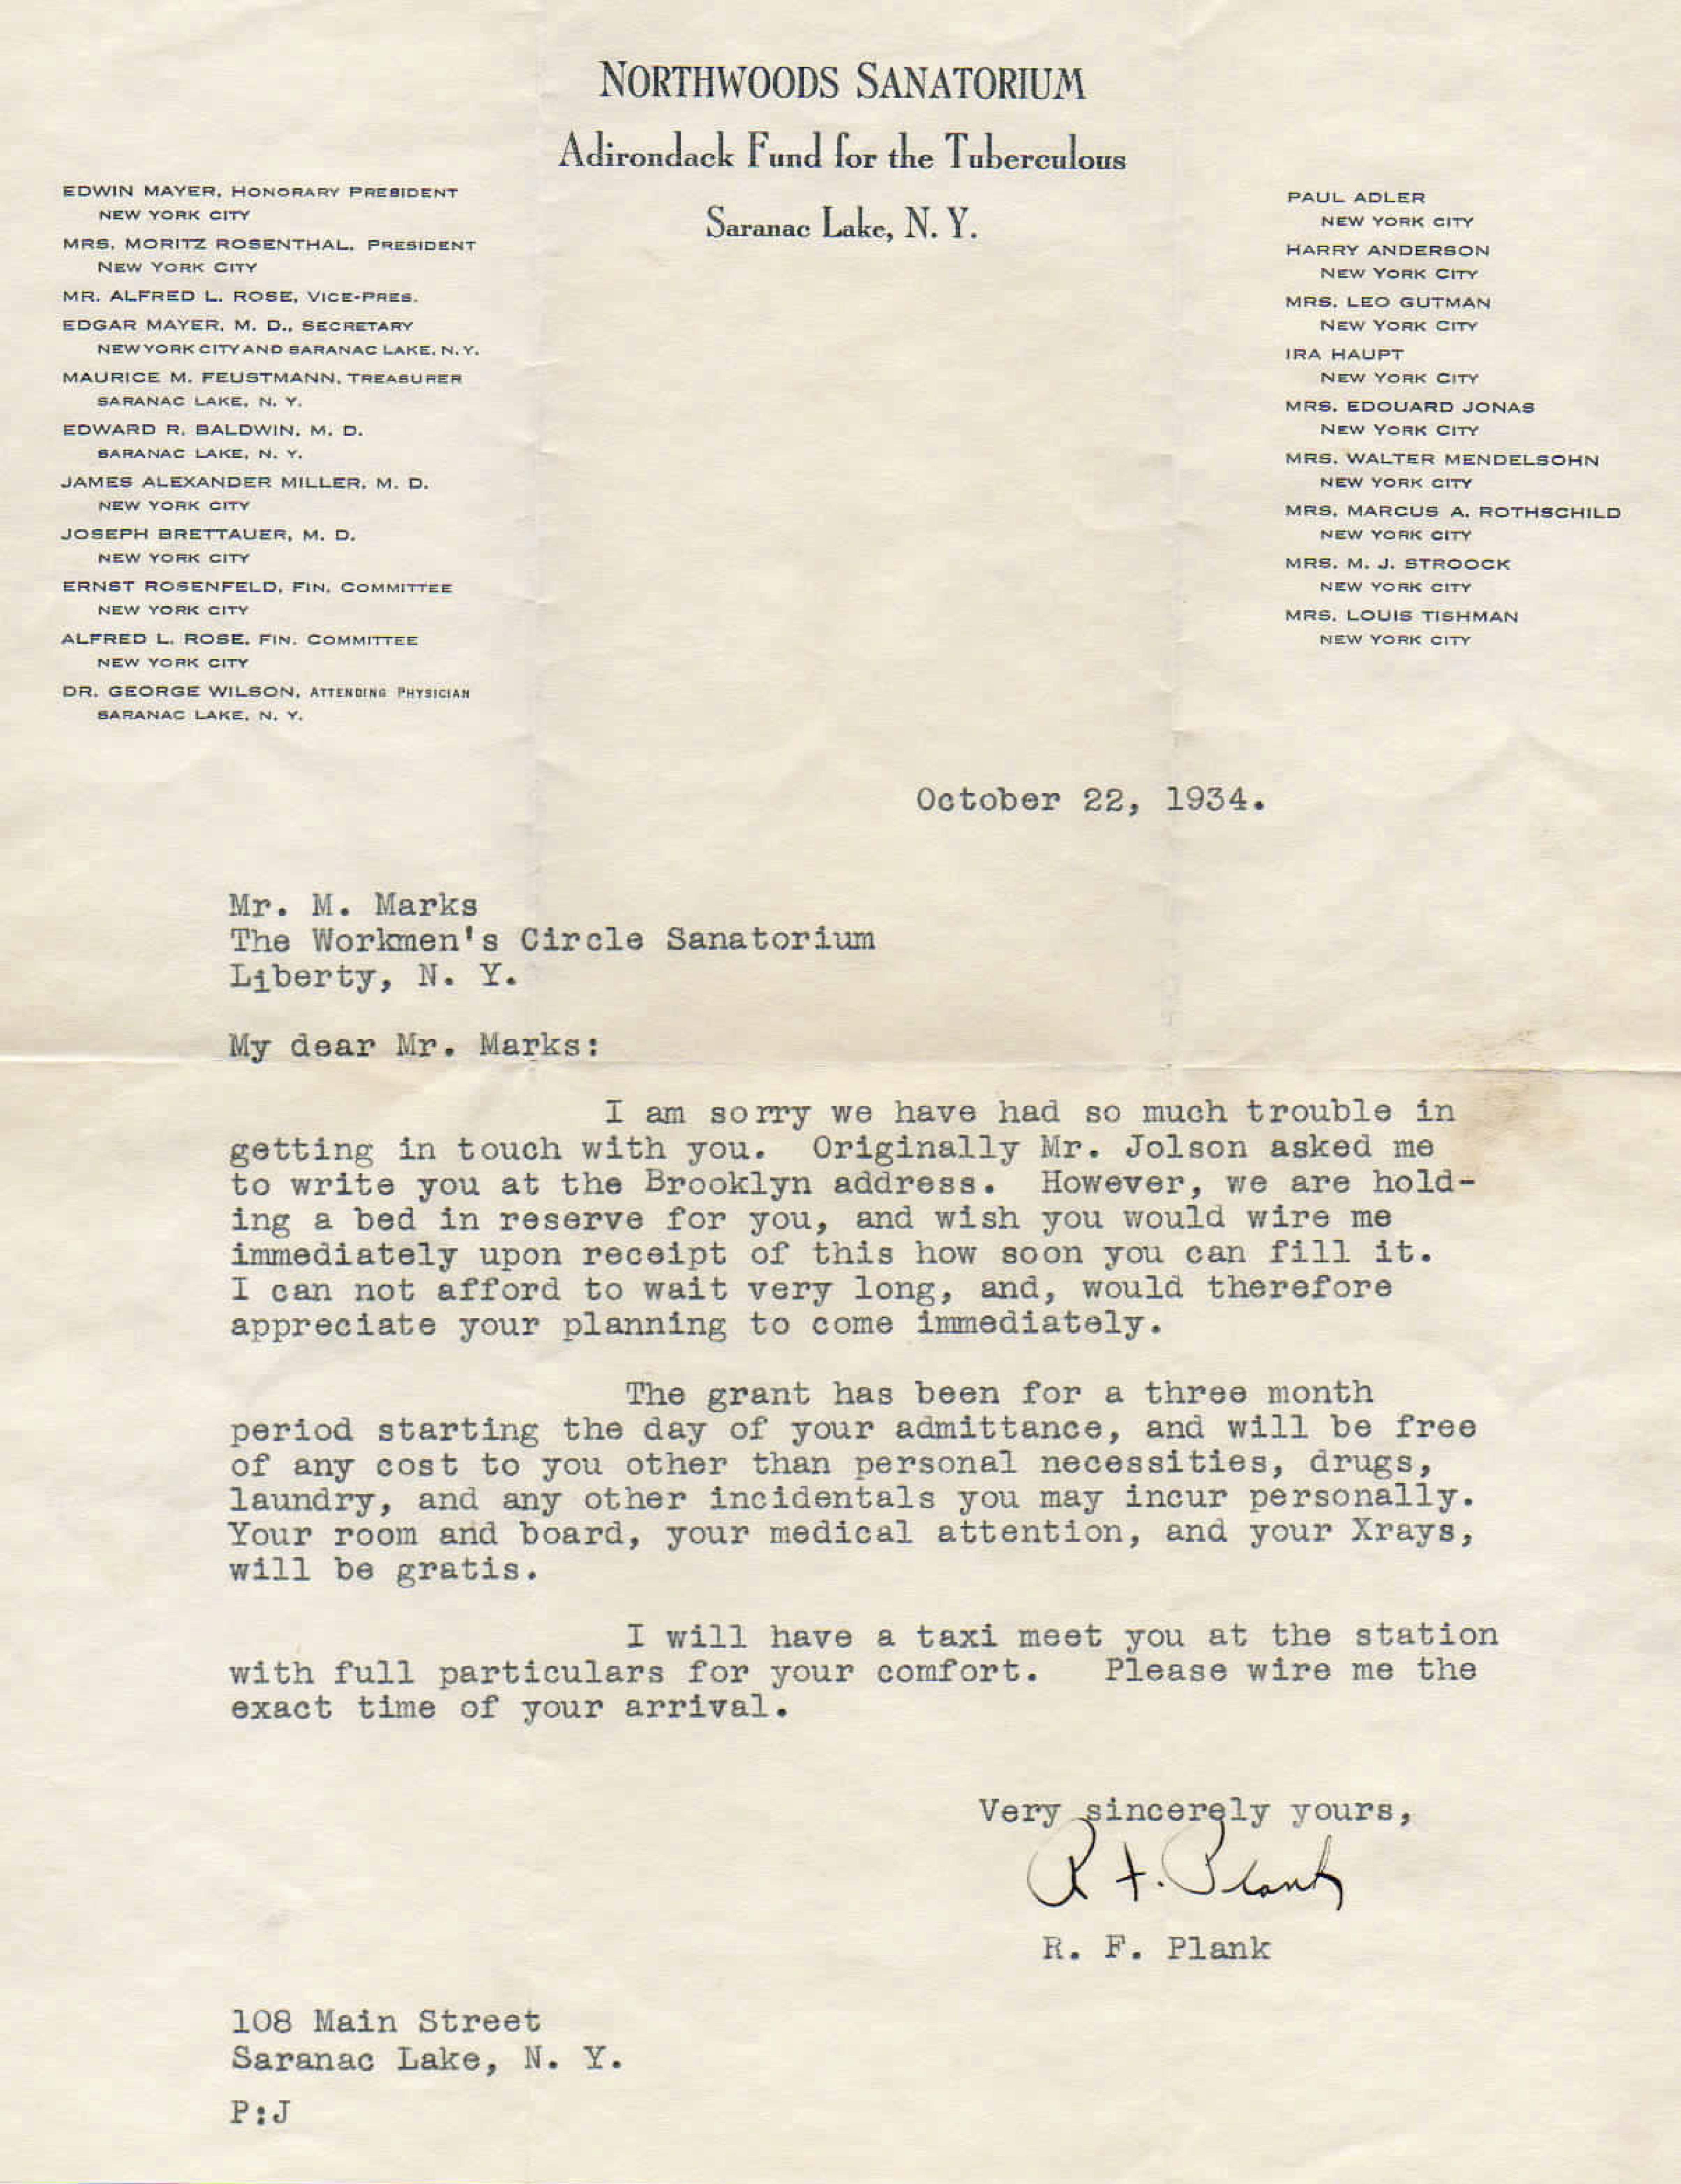 NORTHWOODS SANATORIUM
Adirondack Fund for the Tuberculous
Saranac Lake, N. Y.
EDWIN MAYER, HONORARY PRESIDENT
NEW YORK CITY
MRS. MORITZ ROSENTHAL, PRESIDENT
NEW YORK CITY
MR. ALFRED L. ROSE, VICE-PRES.
EDGAR MAYER, M. D., SECRETARY
NEW YORK CITY AND SARANAC LAKE, N. Y.
MAURICE M. FEUSTMANN, TREASURER
SARANAC LAKE, N. Y.
EDWARD R. BALDWIN, M. D.
SARANAC LAKE, N. Y.
JAMES ALEXANDER MILLER, M. D.
NEW YORK CITY
JOSEPH BRETTAUER, M. D.
NEW YORK CITY
ERNST ROSENFELD, FIN. COMMITTEE
NEW YORK CITY
ALFRED L. ROSE, FIN. COMMITTEE
NEW YORK CITY
DR. GEORGE WILSON, ATTENDING PHYSICIAN
SARANAC LAKE, N. Y.
PAUL ADLER
NEW YORK CITY
HARRY ANDERSON
NEW YORK CITY
MRS. LEO GUTMAN
NEW YORK CITY
IRA HAUPT
NEW YORK CITY
MRS. EDOUARD JONAS
NEW YORK CITY
MRS. WALTER MENDELSOHN
NEW YORK CITY
MRS. MARCUS A. ROTHSCHILD
NEW YORK CITY
MRS. M. J. STROOCK
NEW YORK CITY
MRS. LOUIS TISHMAN
NEW YORK CITY
October 22, 1934.
Mr. M. Marks
The Workmen's Circle Sanatorium
Liberty, N. Y.
My dear Mr. Marks:
I am sorry we have had so much trouble in
getting in touch with you. Originally Mr. Jolson asked me
to write you at the Brooklyn address. However, we are hold-
ing a bed in reserve for you, and wish you would wire me
immediately upon receipt of this how soon you can fill it.
I can not afford to wait very long, and, would therefore
appreciate your planning to come immediately.
The grant has been for a three month
period starting the day of your admittance, and will be free
of any cost to you other than personal necessities, drugs,
laundry, and any other incidentals you may incur personally.
Your room and board, your medical attention, and your Xrays,
will be gratis.
I will have a taxi meet you at the station
with full particulars for your comfort. Please wire me the
exact time of your arrival.
Very sincerely yours,
R. F. Plank
R. F. Plank
108 Main Street
Saranac Lake, N. Y.
P:J